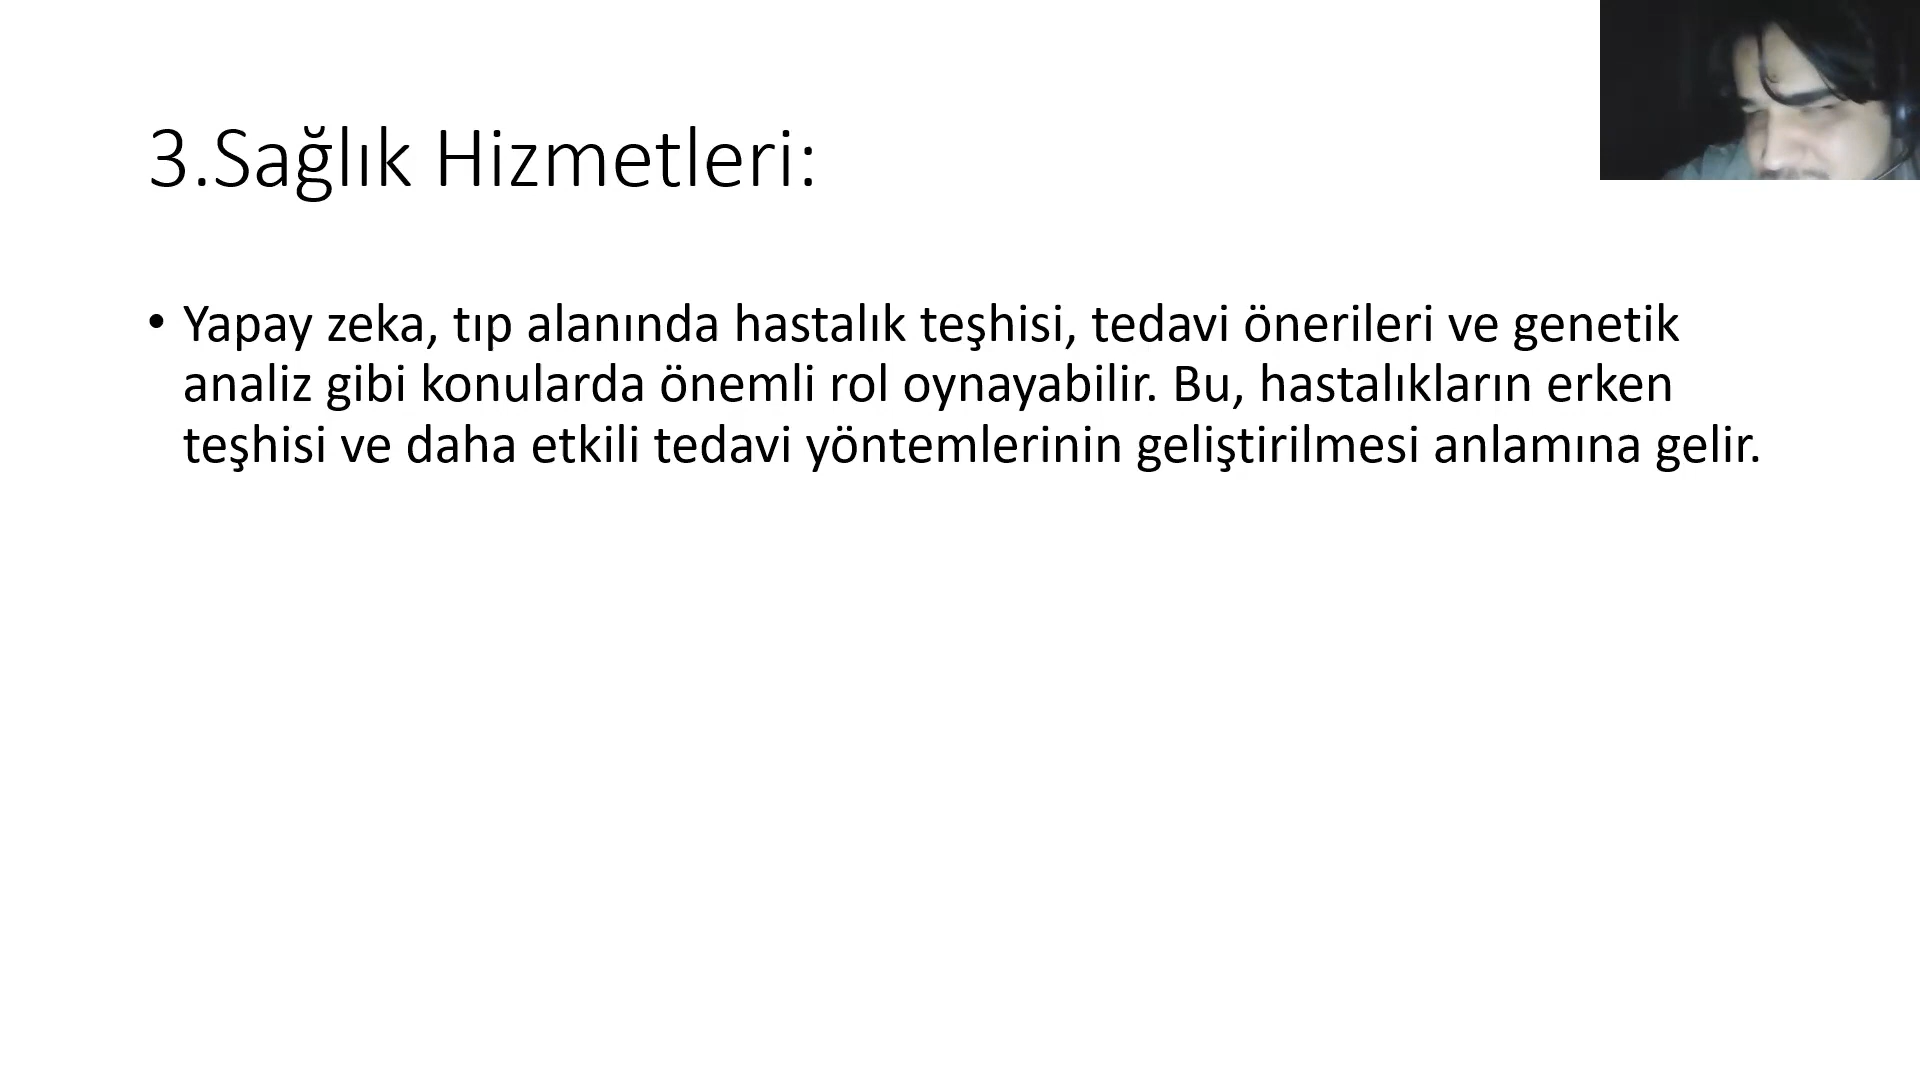 3.Sağlık Hizmetleri:
• Yapay zeka, tıp alanında hastalık teşhisi, tedavi önerileri ve genetik
analiz gibi konularda önemli rol oynayabilir. Bu, hastalıkların erken
teşhisi ve daha etkili tedavi yöntemlerinin geliştirilmesi anlamına gelir.